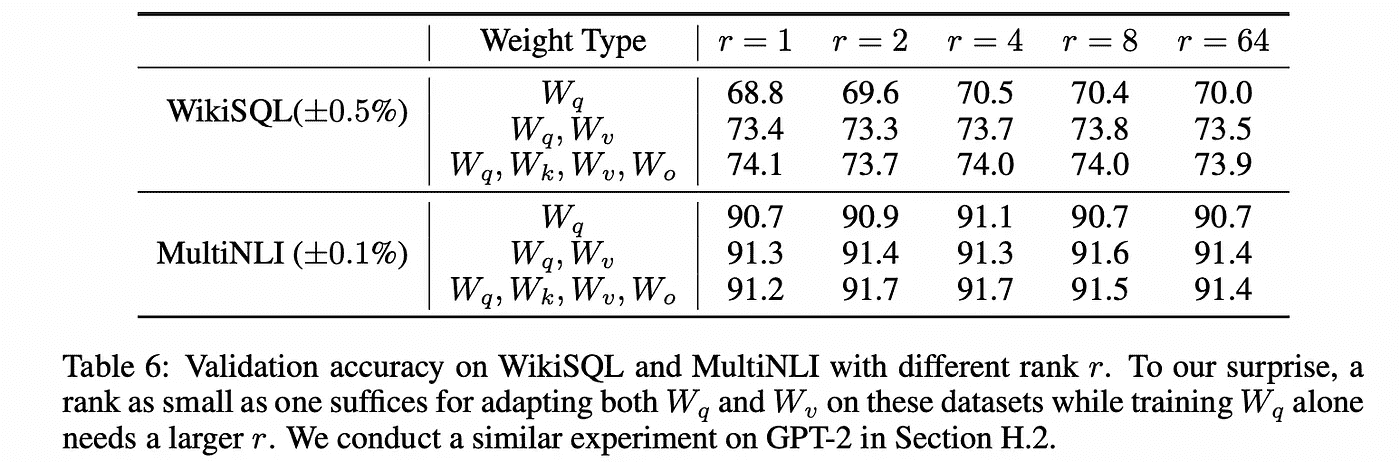 Weight Type r = 1 r = 2 r = 4 r = 8 r = 64
WikiSQL(±0.5%)
W_q 68.8 69.6 70.5 70.4 70.0
W_q, W_v 73.4 73.3 73.7 73.8 73.5
W_q, W_k, W_v, W_o 74.1 73.7 74.0 74.0 73.9
MultiNLI (±0.1%)
W_q 90.7 90.9 91.1 90.7 90.7
W_q, W_v 91.3 91.4 91.3 91.6 91.4
W_q, W_k, W_v, W_o 91.2 91.7 91.7 91.5 91.4
Table 6: Validation accuracy on WikiSQL and MultiNLI with different rank r. To our surprise, a
rank as small as one suffices for adapting both W_q and W_v on these datasets while training W_q alone
needs a larger r. We conduct a similar experiment on GPT-2 in Section H.2.